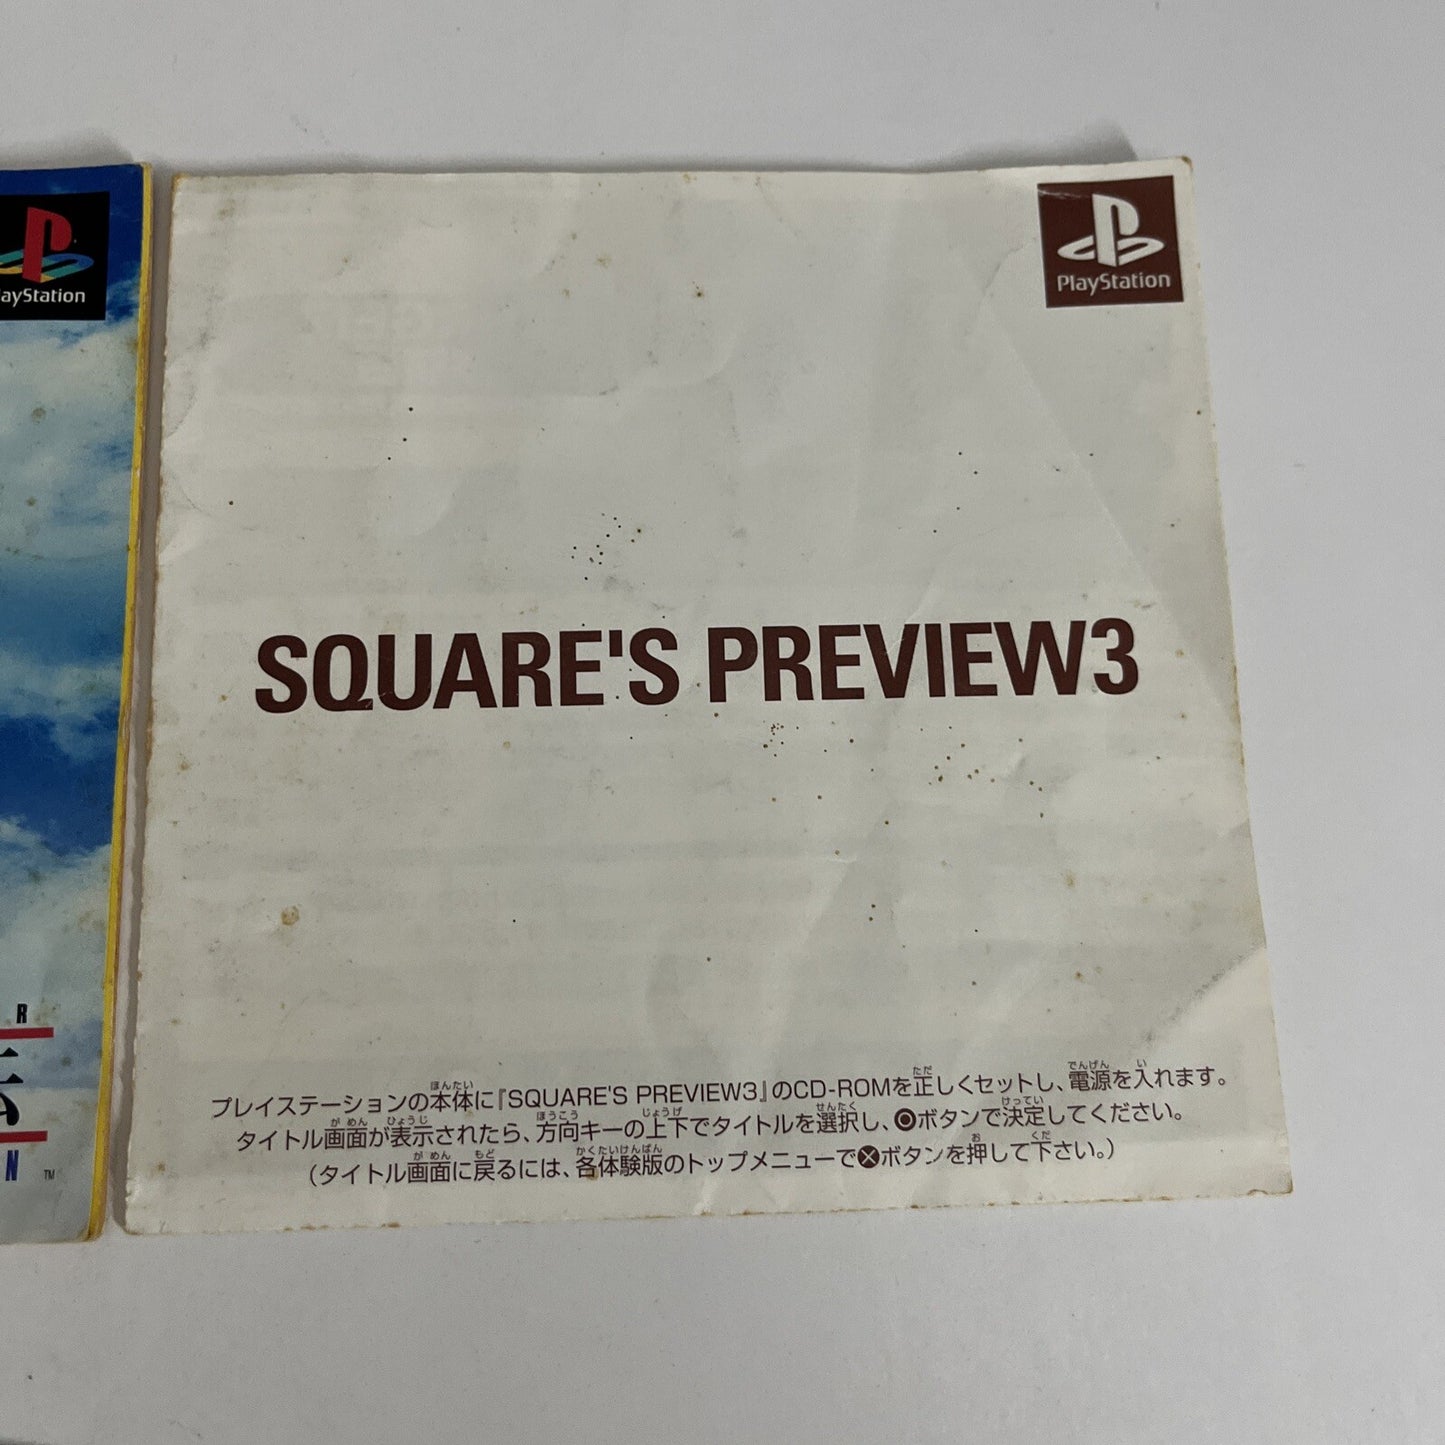 PlayStation
layStation
SQUARE'S PREVIEW3
R
N ™
プレイステーションの本体に『SQUARE'S PREVIEW3』のCD-ROMを正しくセットし、電源を入れます。
タイトル画面が表示されたら、方向キーの上下でタイトルを選択し、◎ボタンで決定してください。
(タイトル画面に戻るには、各体験版のトップメニューで⊗ボタンを押して下さい。)